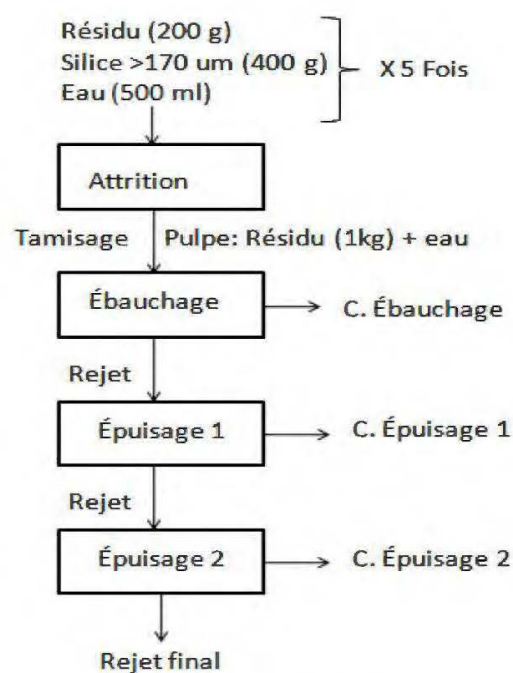 Résidu (200 g)
Silice >170 um (400 g)
Eau (500 ml)
X 5 Fois
Attrition
Tamisage
Pulpe: Résidu (1kg) + eau
Ébauchage
C. Ébauchage
Rejet
Épuisage 1
C. Épuisage 1
Rejet
Épuisage 2
C. Épuisage 2
Rejet final